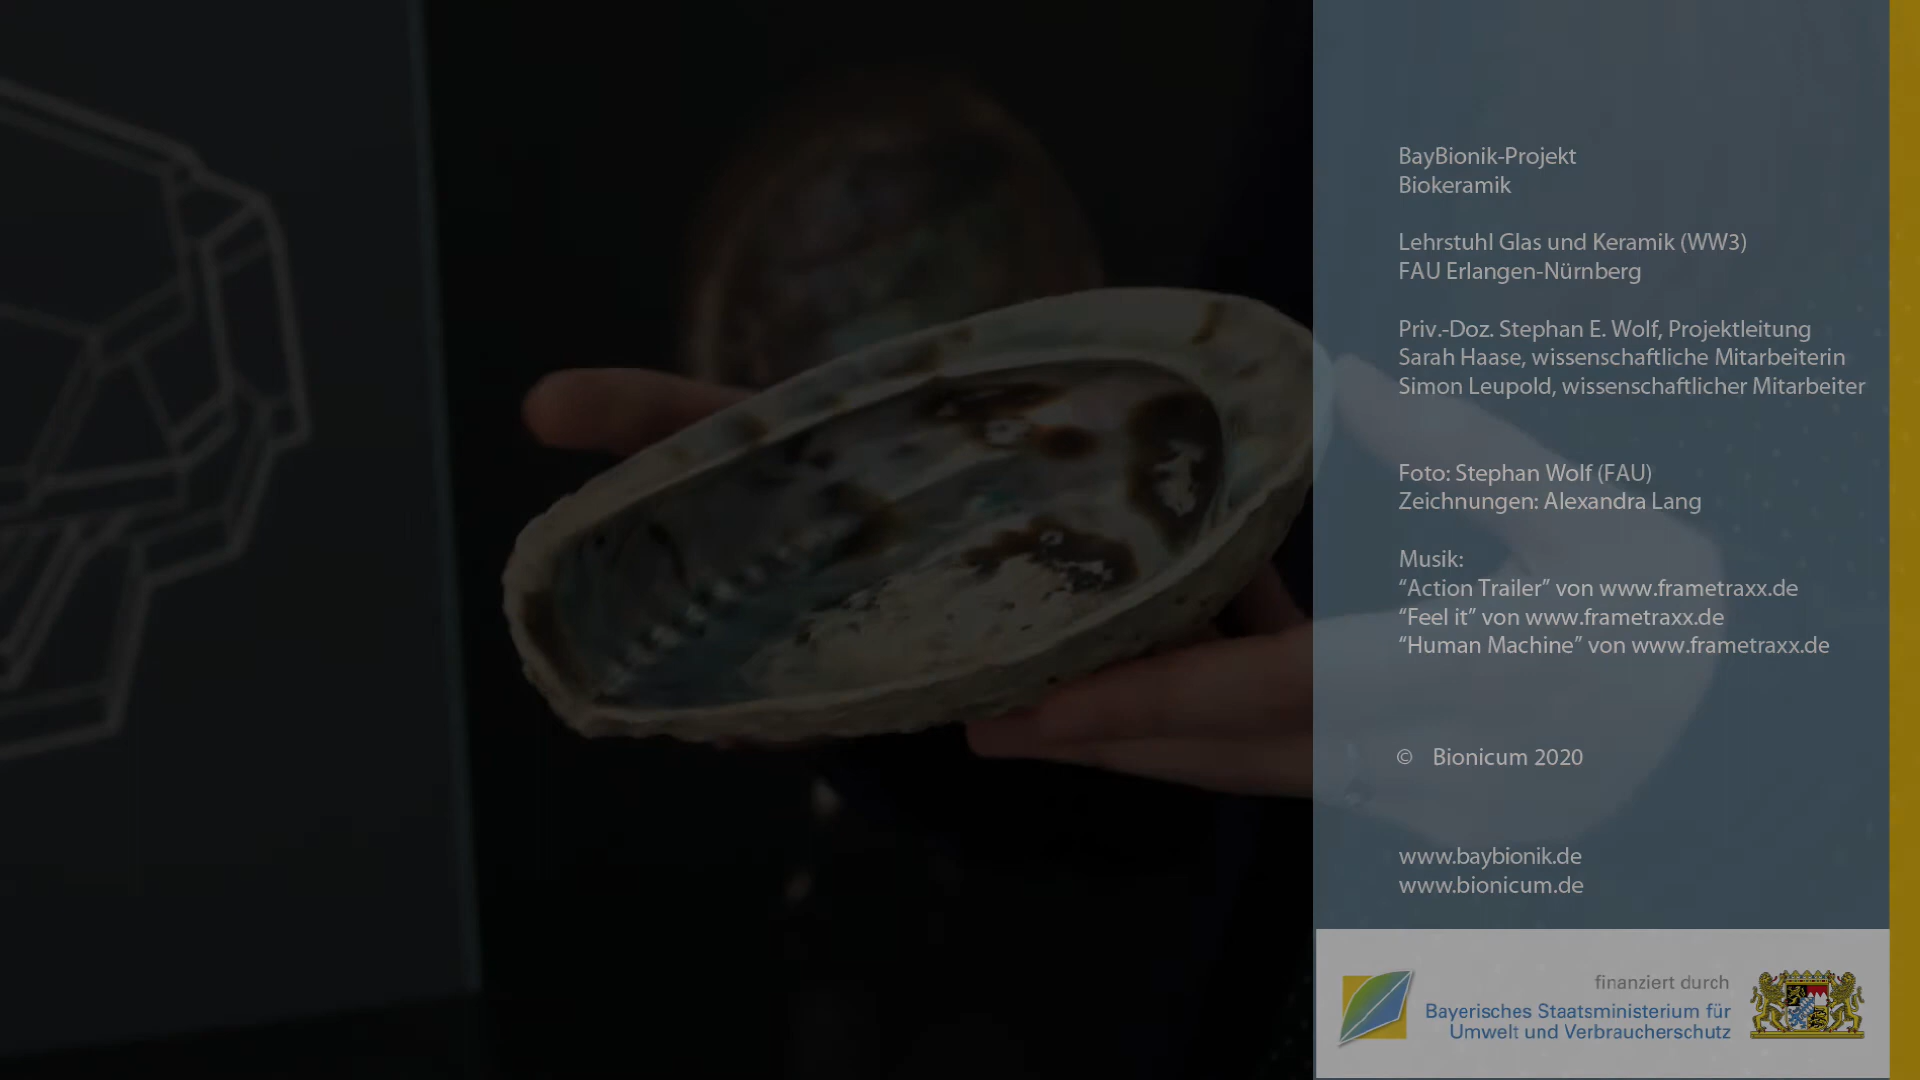 BayBionik-Projekt
Biokeramik
Lehrstuhl Glas und Keramik (WW3)
FAU Erlangen-Nürnberg
Priv.-Doz. Stephan E. Wolf, Projektleitung
Sarah Haase, wissenschaftliche Mitarbeiterin
Simon Leupold, wissenschaftlicher Mitarbeiter
Foto: Stephan Wolf (FAU)
Zeichnungen: Alexandra Lang
Musik:
“Action Trailer” von www.frametraxx.de
“Feel it” von www.frametraxx.de
“Human Machine” von www.frametraxx.de
© Bionicum 2020
www.baybionik.de
www.bionicum.de
finanziert durch
Bayerisches Staatsministerium für
Umwelt und Verbraucherschutz